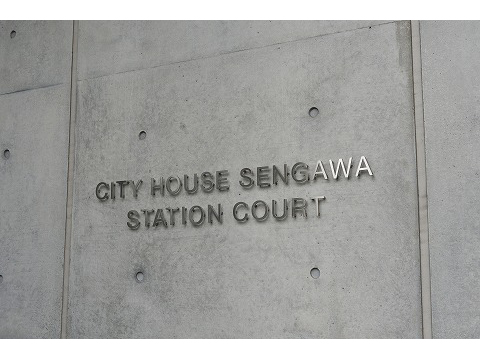 CITY HOUSE SENGAWA
STATION COURT